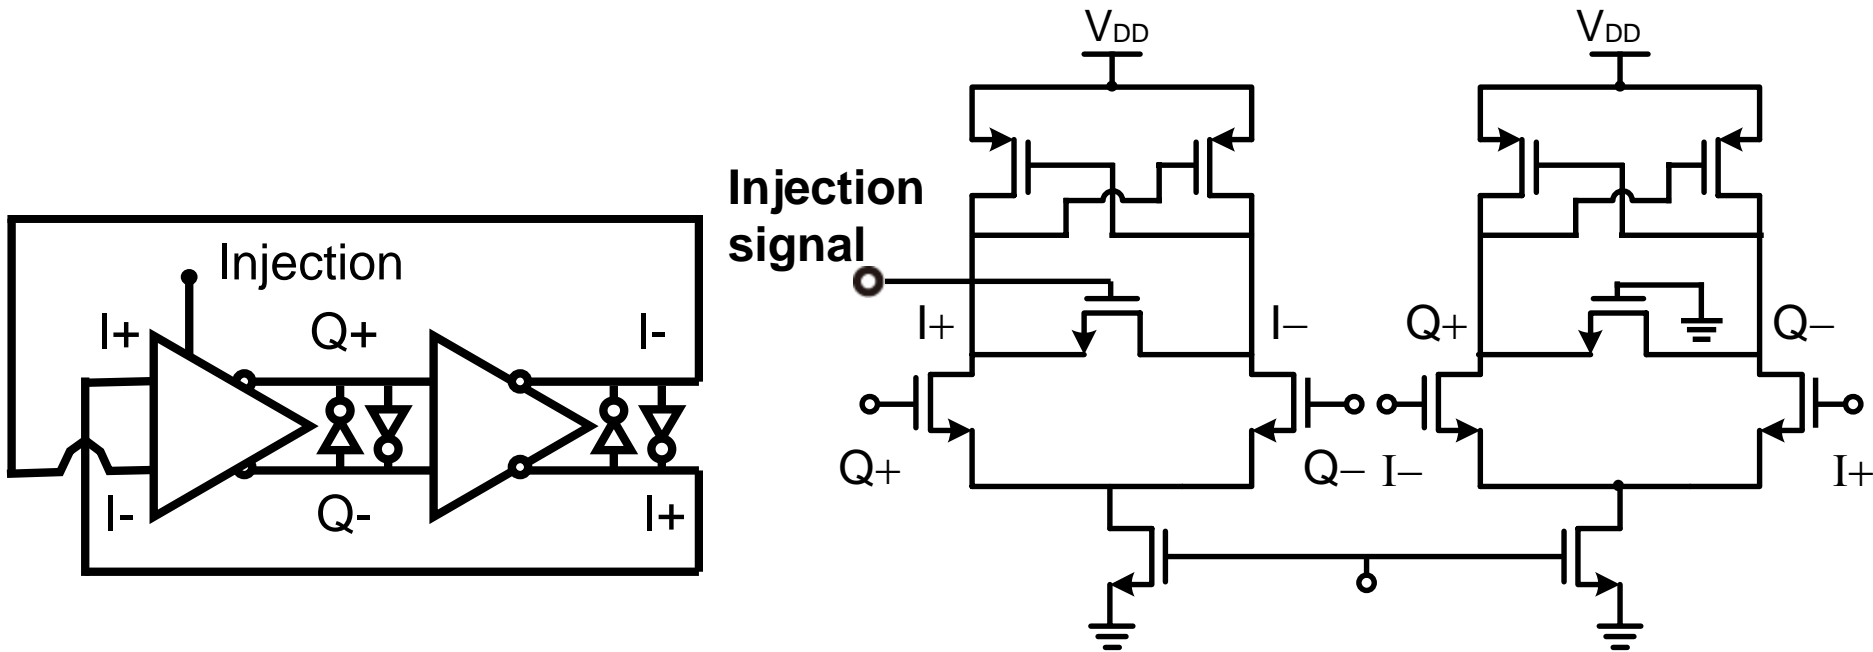 Injection
I+
Q+
I-
I-
Q-
I+
VDD
VDD
Injection
signal
I+
I−
Q+
Q−
Q+
Q−
I−
I+